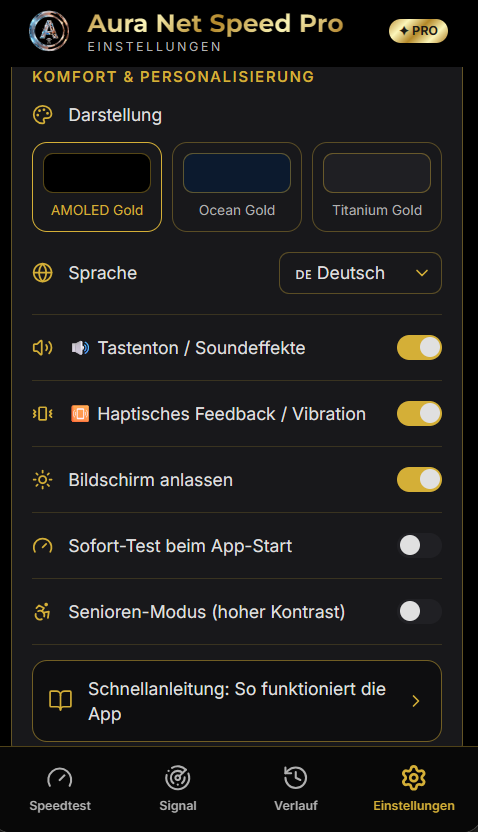 Aura Net Speed Pro
EINSTELLUNGEN
✦ PRO
KOMFORT & PERSONALISIERUNG
Darstellung
AMOLED Gold
Ocean Gold
Titanium Gold
Sprache
DE Deutsch
Tastenton / Soundeffekte
Haptisches Feedback / Vibration
Bildschirm anlassen
Sofort-Test beim App-Start
Senioren-Modus (hoher Kontrast)
Schnellanleitung: So funktioniert die
App
Speedtest
Signal
Verlauf
Einstellungen